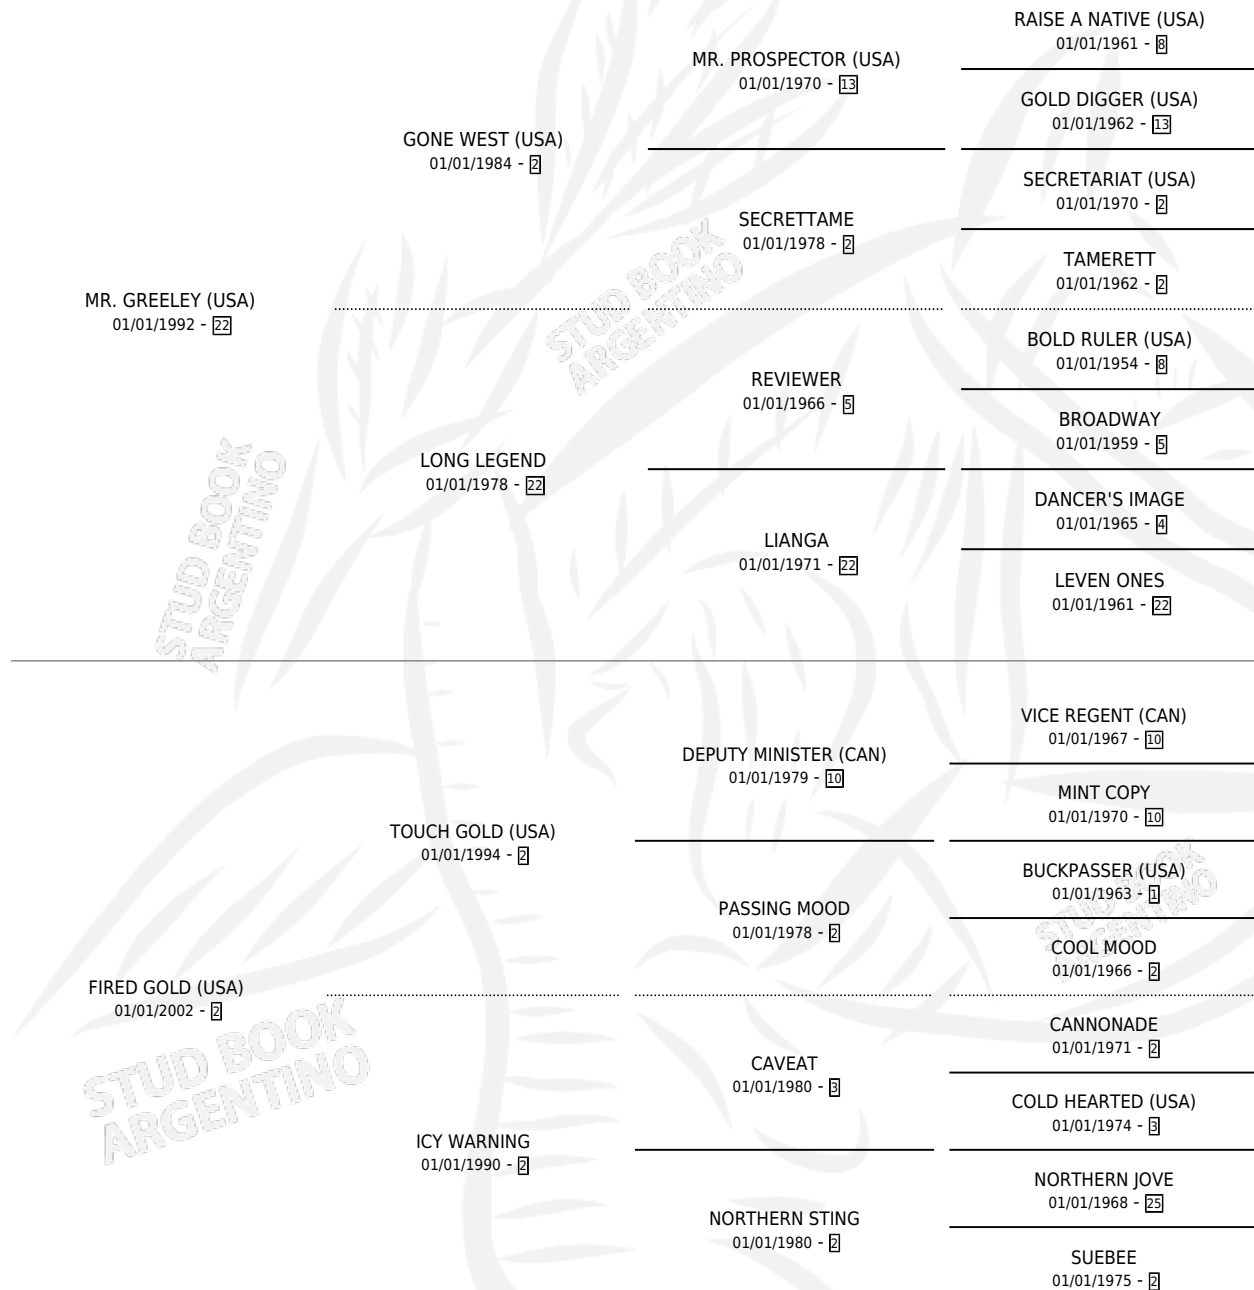 RAISE A NATIVE (USA)
01/01/1961 - 8
MR. PROSPECTOR (USA)
01/01/1970 - 13
GOLD DIGGER (USA)
01/01/1962 - 13
GONE WEST (USA)
01/01/1984 - 2
SECRETARIAT (USA)
01/01/1970 - 2
SECRETTAME
01/01/1978 - 2
TAMERETT
01/01/1962 - 2
MR. GREELEY (USA)
01/01/1992 - 22
BOLD RULER (USA)
01/01/1954 - 8
REVIEWER
01/01/1966 - 5
BROADWAY
01/01/1959 - 5
LONG LEGEND
01/01/1978 - 22
DANCER'S IMAGE
01/01/1965 - 4
LIANGA
01/01/1971 - 22
LEVEN ONES
01/01/1961 - 22
VICE REGENT (CAN)
01/01/1967 - 10
DEPUTY MINISTER (CAN)
01/01/1979 - 10
MINT COPY
01/01/1970 - 10
TOUCH GOLD (USA)
01/01/1994 - 2
BUCKPASSER (USA)
01/01/1963 - 1
PASSING MOOD
01/01/1978 - 2
COOL MOOD
01/01/1966 - 2
FIRED GOLD (USA)
01/01/2002 - 2
CANNONADE
01/01/1971 - 2
CAVEAT
01/01/1980 - 3
COLD HEARTED (USA)
01/01/1974 - 3
ICY WARNING
01/01/1990 - 2
NORTHERN JOVE
01/01/1968 - 25
NORTHERN STING
01/01/1980 - 2
SUEBEE
01/01/1975 - 2
STUD BOOK
ARGENTINO
STUD BOOK
ARGENTINO
STUD BOOK
ARGENTINO
STUD BOOK
ARGENTINO